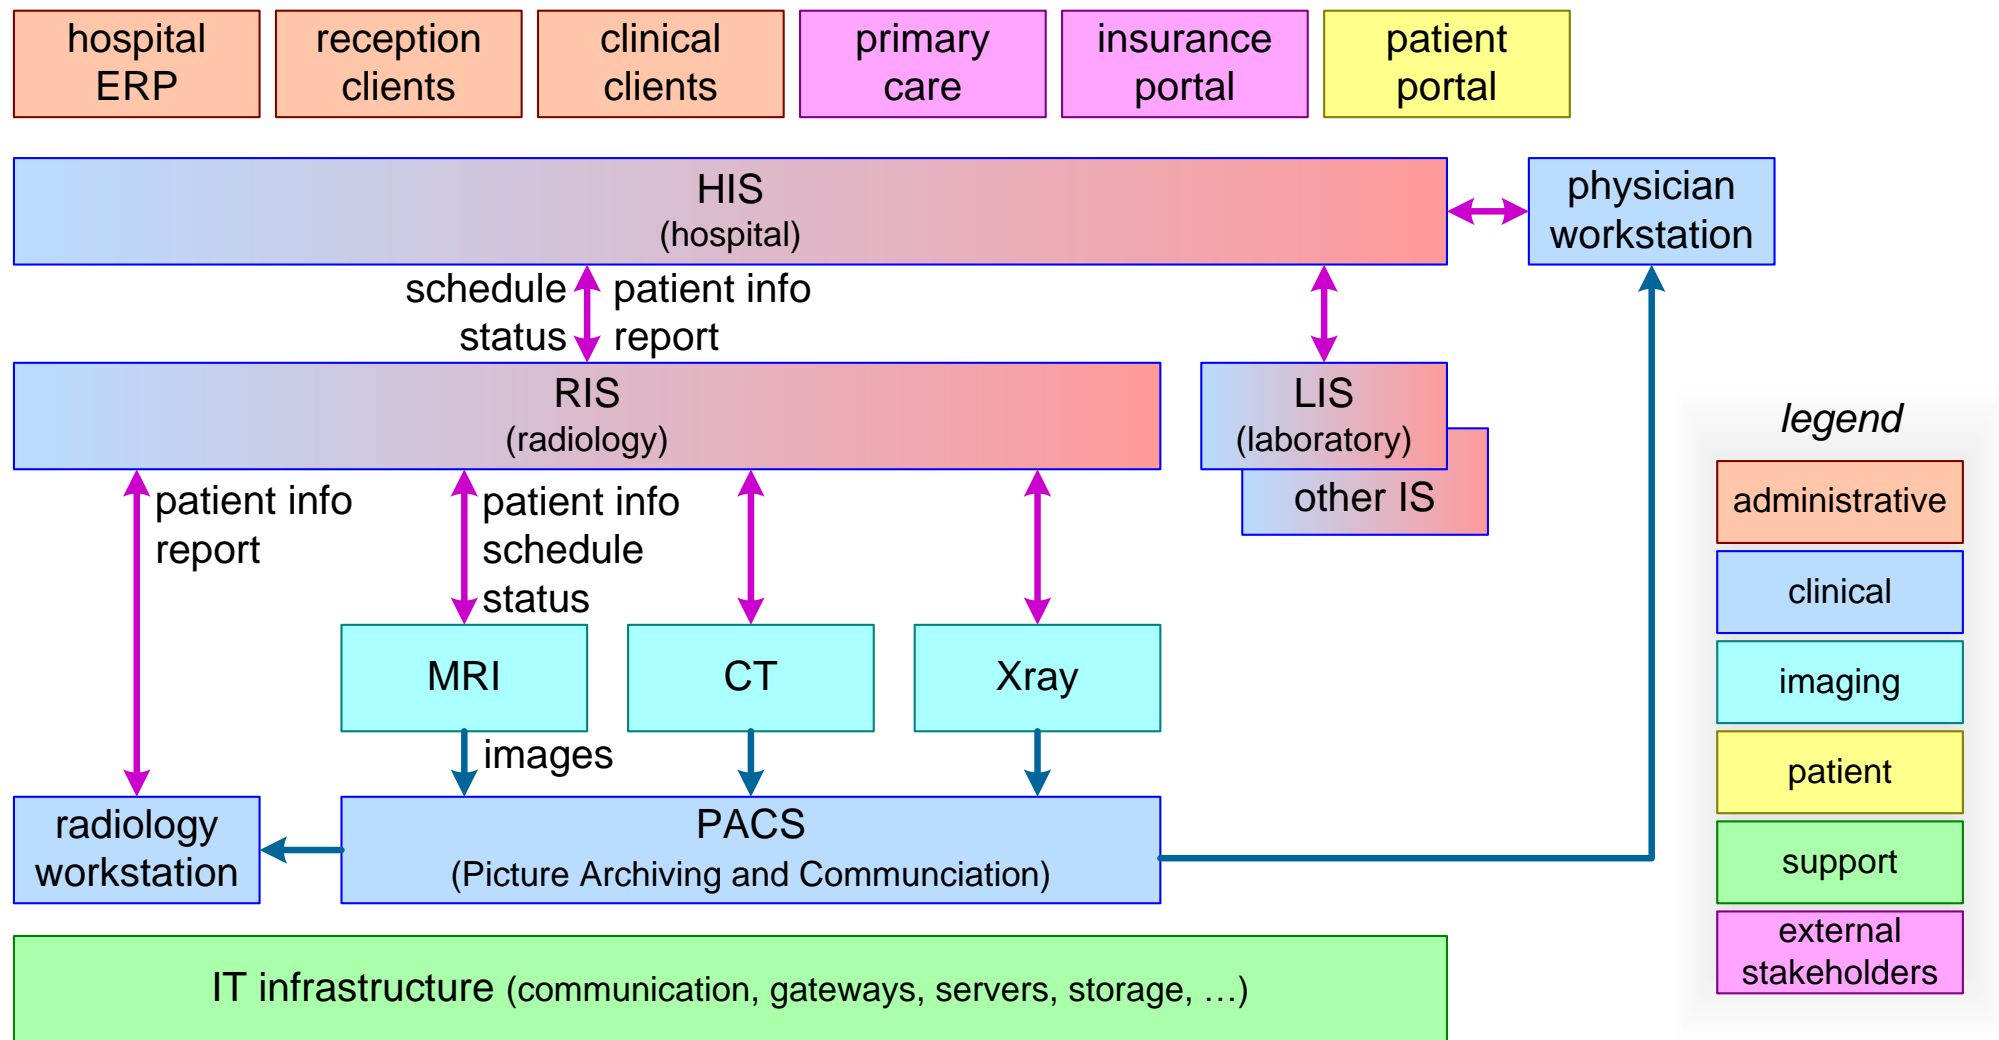 hospital
ERP
reception
clients
clinical
clients
primary
care
insurance
portal
patient
portal
HIS
(hospital)
physician
workstation
schedule
status
patient info
report
RIS
(radiology)
LIS
(laboratory)
other IS
patient info
report
patient info
schedule
status
MRI
CT
Xray
images
radiology
workstation
PACS
(Picture Archiving and Communciation)
IT infrastructure (communication, gateways, servers, storage, …)
legend
administrative
clinical
imaging
patient
support
external
stakeholders